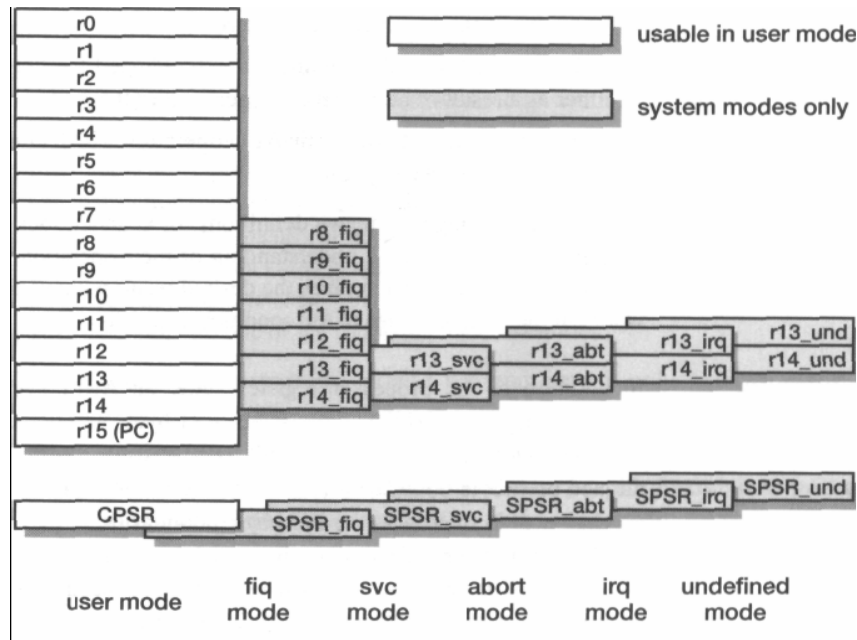 r0
r1
r2
r3
r4
r5
r6
r7
r8
r9
r10
r11
r12
r13
r14
r15 (PC)
usable in user mode
system modes only
r8_fiq
r9_fiq
r10_fiq
r11_fiq
r12_fiq
r13_fiq
r14_fiq
r13_svc
r14_svc
r13_abt
r14_abt
r13_irq
r14_irq
r13_und
r14_und
CPSR
SPSR_fiq
SPSR_svc
SPSR_abt
SPSR_irq
SPSR_und
user mode
fiq
mode
svc
mode
abort
mode
irq
mode
undefined
mode